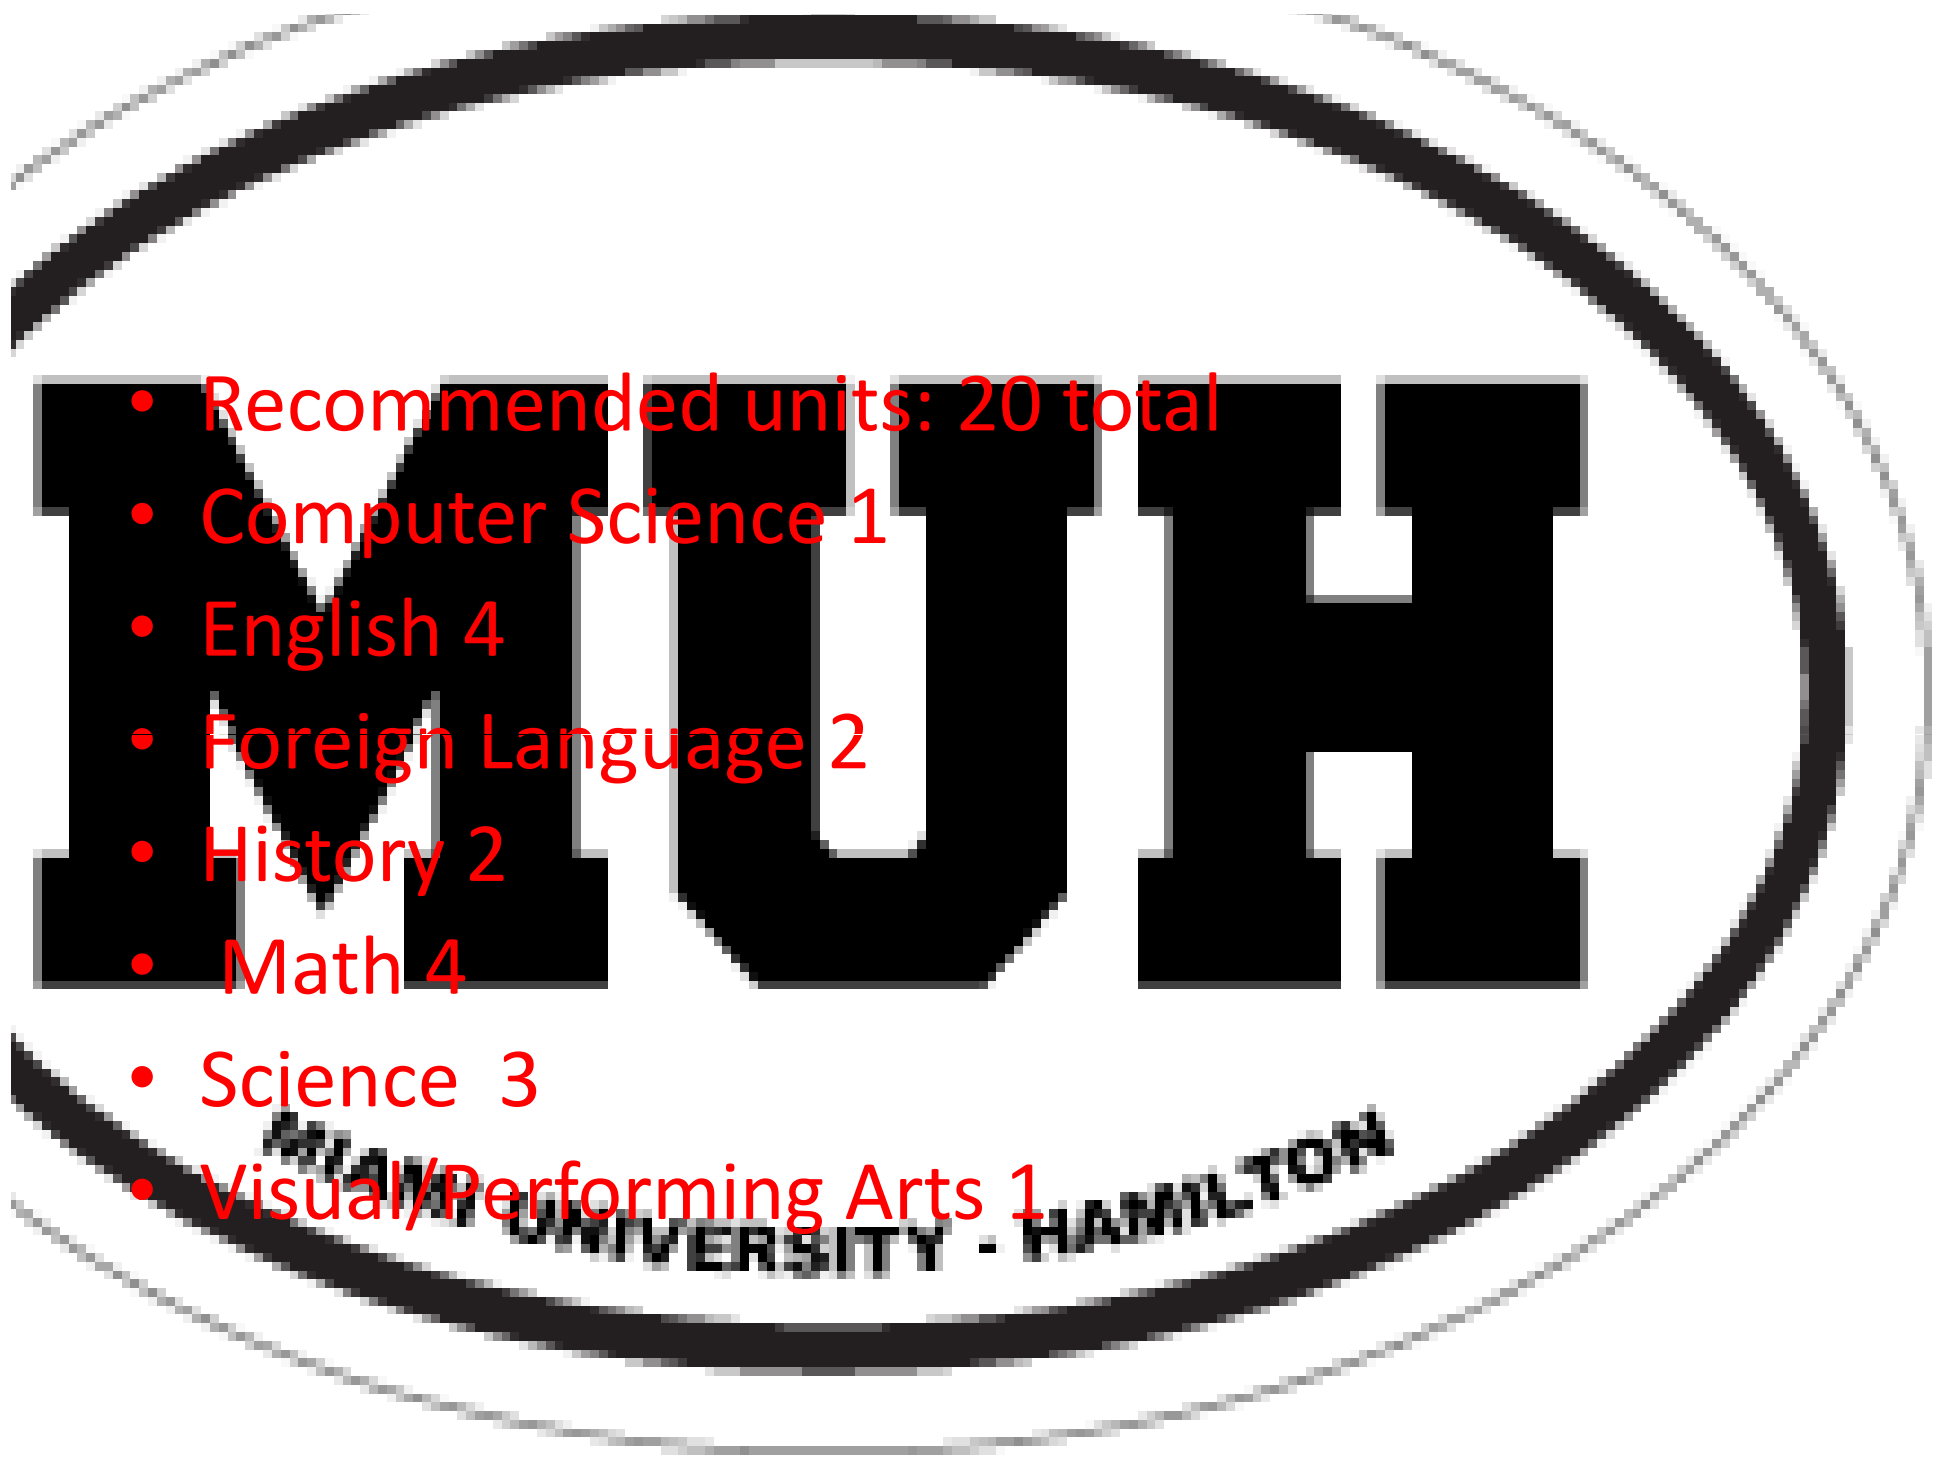 • Recommended units: 20 total
• Computer Science 1
• English 4
• Foreign Language 2
• History 2
• Math 4
• Science 3
• Visual/Performing Arts 1
MUH
MIAMI UNIVERSITY - HAMILTON